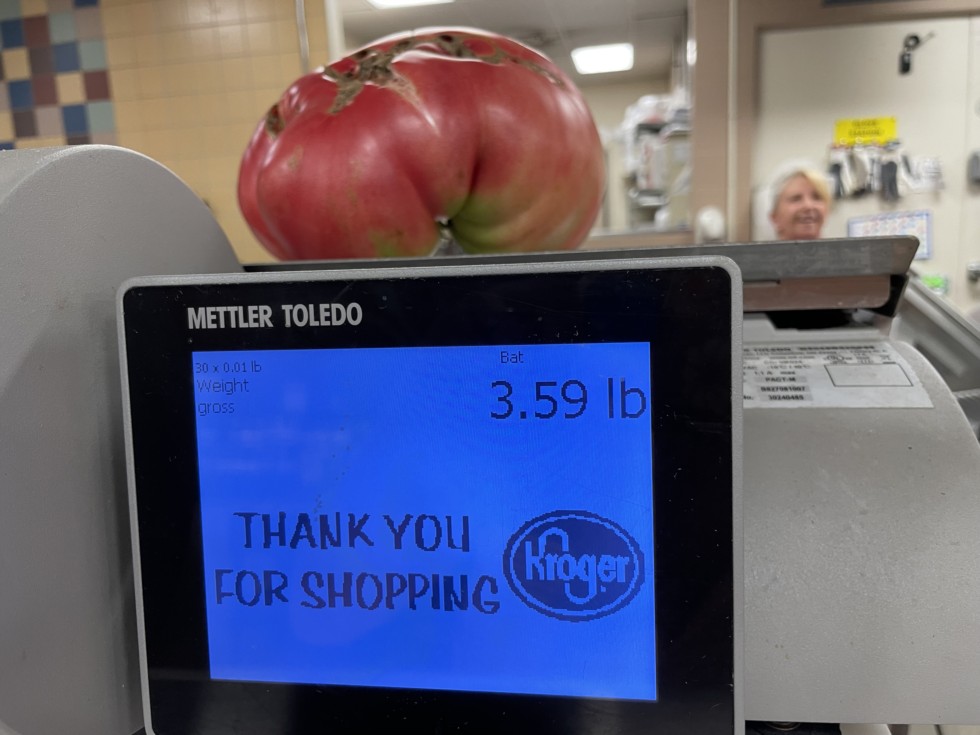 METTLER TOLEDO
30 x 0.01 lb
Bat
Weight
gross
3.59 lb
THANK YOU
FOR SHOPPING
Kroger